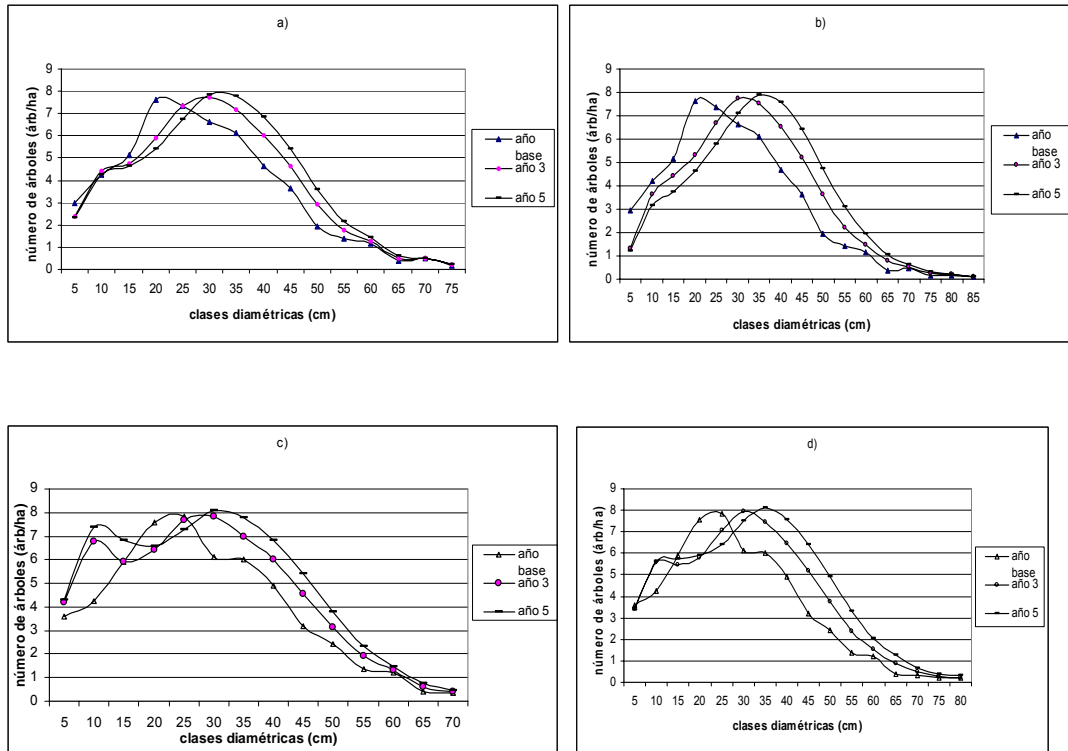 a)
número de árboles (árb/ha)
9
8
7
6
5
4
3
2
1
0
5 10 15 20 25 30 35 40 45 50 55 60 65 70 75
clases diamétricas (cm)
año
base
año 3
año 5
b)
número de árboles (árb/ha)
9
8
7
6
5
4
3
2
1
0
5 10 15 20 25 30 35 40 45 50 55 60 65 70 75 80 85
clases diamétricas (cm)
año
base
año 3
año 5
c)
número de árboles (árb/ha)
9
8
7
6
5
4
3
2
1
0
5 10 15 20 25 30 35 40 45 50 55 60 65 70
clases diamétricas (cm)
año
base
año 3
año 5
d)
número de árboles (árb/ha)
9
8
7
6
5
4
3
2
1
0
5 10 15 20 25 30 35 40 45 50 55 60 65 70 75 80
clases diamétricas (cm)
año
base
año 3
año 5